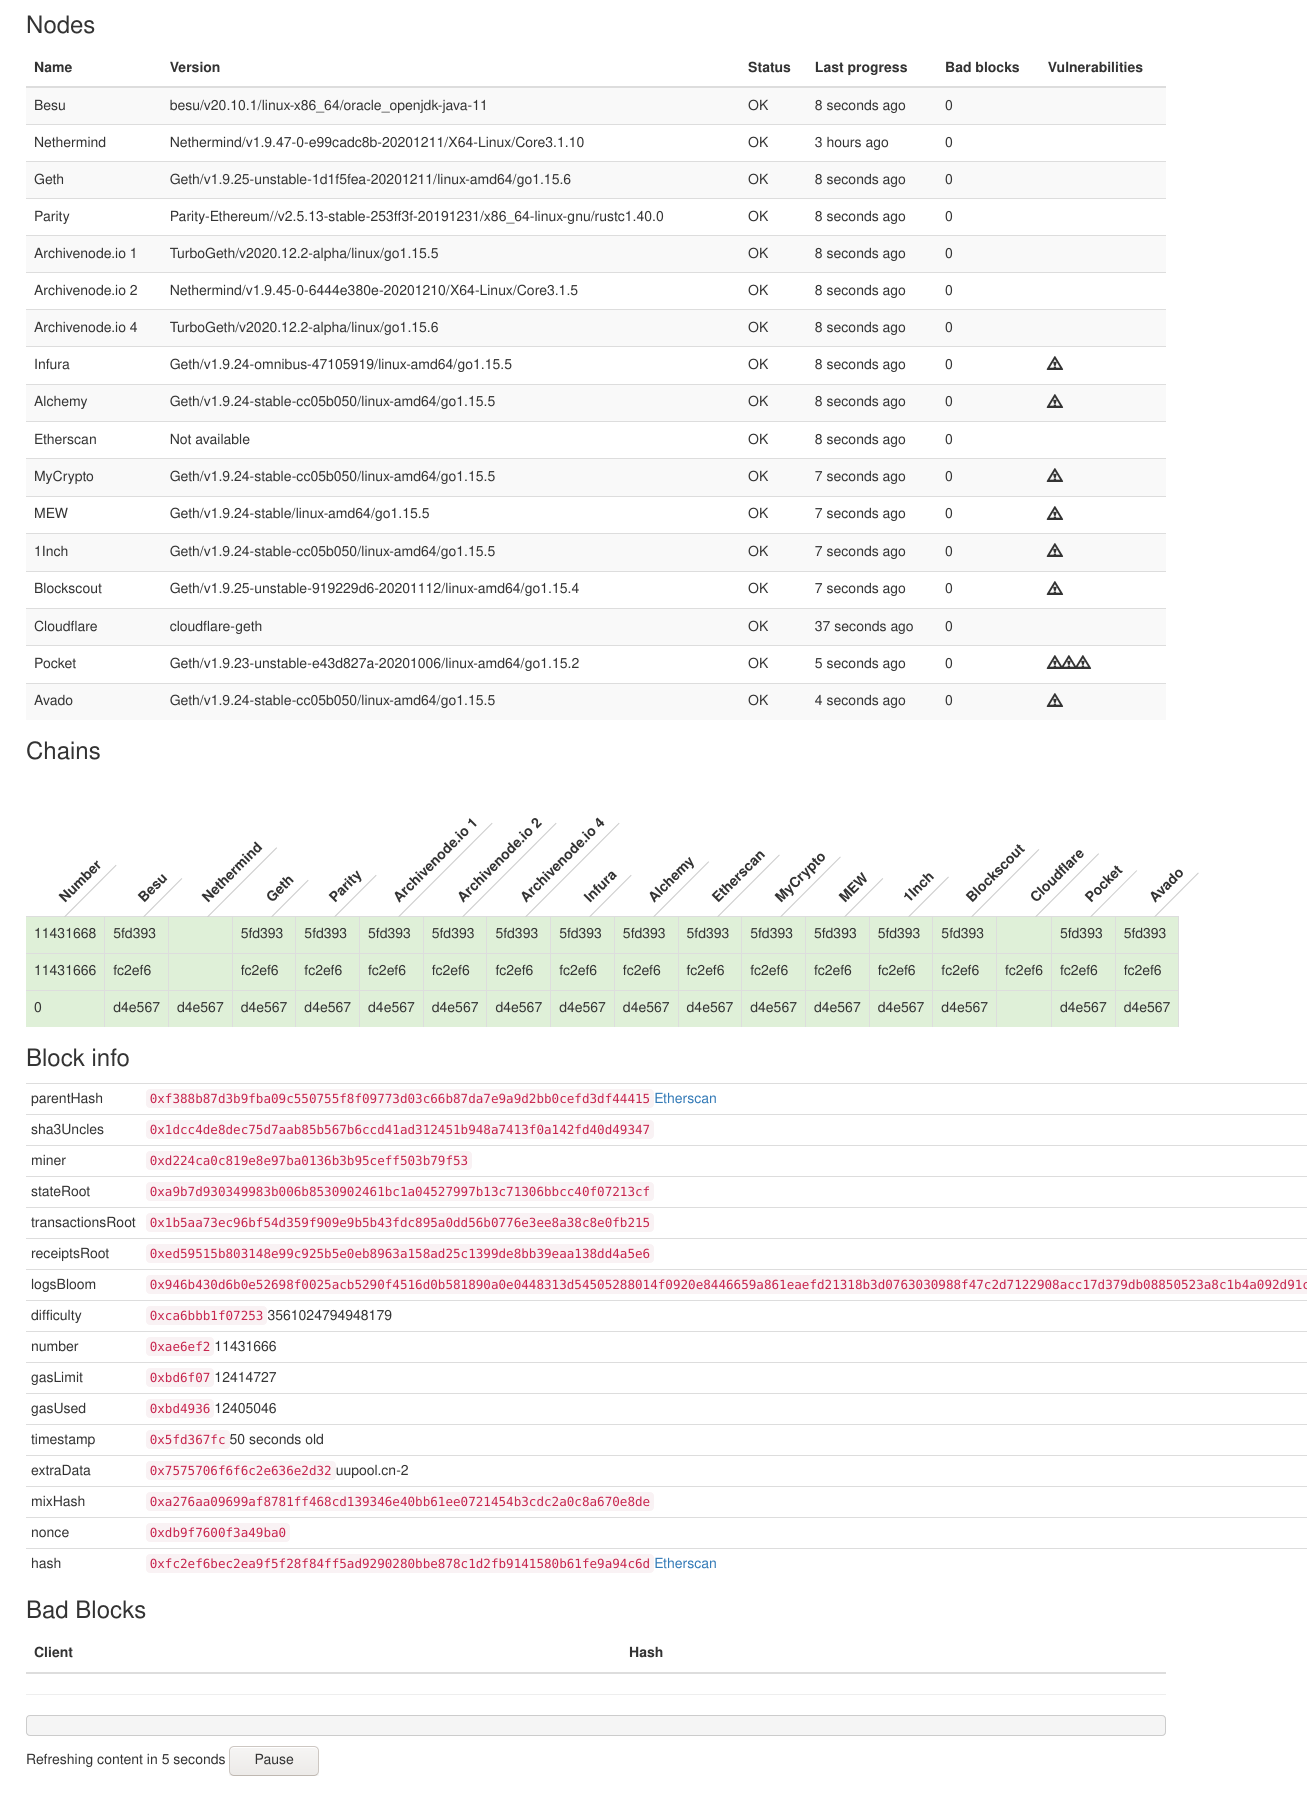 Nodes
Name Version Status Last progress Bad blocks Vulnerabilities
Besu besu/v20.10.1/linux-x86_64/oracle_openjdk-java-11 OK 8 seconds ago 0
Nethermind Nethermind/v1.9.47-0-e99cadc8b-20201211/X64-Linux/Core3.1.10 OK 3 hours ago 0
Geth Geth/v1.9.25-unstable-1d1f5fea-20201211/linux-amd64/go1.15.6 OK 8 seconds ago 0
Parity Parity-Ethereum//v2.5.13-stable-253ff3f-20191231/x86_64-linux-gnu/rustc1.40.0 OK 8 seconds ago 0
Archivenode.io 1 TurboGeth/v2020.12.2-alpha/linux/go1.15.5 OK 8 seconds ago 0
Archivenode.io 2 Nethermind/v1.9.45-0-6444e380e-20201210/X64-Linux/Core3.1.5 OK 8 seconds ago 0
Archivenode.io 4 TurboGeth/v2020.12.2-alpha/linux/go1.15.6 OK 8 seconds ago 0
Infura Geth/v1.9.24-omnibus-47105919/linux-amd64/go1.15.5 OK 8 seconds ago 0
Alchemy Geth/v1.9.24-stable-cc05b050/linux-amd64/go1.15.5 OK 8 seconds ago 0
Etherscan Not available OK 8 seconds ago 0
MyCrypto Geth/v1.9.24-stable-cc05b050/linux-amd64/go1.15.5 OK 7 seconds ago 0
MEW Geth/v1.9.24-stable/linux-amd64/go1.15.5 OK 7 seconds ago 0
1Inch Geth/v1.9.24-stable-cc05b050/linux-amd64/go1.15.5 OK 7 seconds ago 0
Blockscout Geth/v1.9.25-unstable-919229d6-20201112/linux-amd64/go1.15.4 OK 7 seconds ago 0
Cloudflare cloudflare-geth OK 37 seconds ago 0
Pocket Geth/v1.9.23-unstable-e43d827a-20201006/linux-amd64/go1.15.2 OK 5 seconds ago 0
Avado Geth/v1.9.24-stable-cc05b050/linux-amd64/go1.15.5 OK 4 seconds ago 0
Chains
Number Besu Nethermind Geth Parity Archivenode.io 1 Archivenode.io 2 Archivenode.io 4 Infura Alchemy Etherscan MyCrypto MEW 1Inch Blockscout Cloudflare Pocket Avado
11431668 5fd393 5fd393 5fd393 5fd393 5fd393 5fd393 5fd393 5fd393 5fd393 5fd393 5fd393 5fd393 5fd393 5fd393 5fd393
11431666 fc2ef6 fc2ef6 fc2ef6 fc2ef6 fc2ef6 fc2ef6 fc2ef6 fc2ef6 fc2ef6 fc2ef6 fc2ef6 fc2ef6 fc2ef6 fc2ef6 fc2ef6 fc2ef6
0 d4e567 d4e567 d4e567 d4e567 d4e567 d4e567 d4e567 d4e567 d4e567 d4e567 d4e567 d4e567 d4e567 d4e567 d4e567 d4e567
Block info
parentHash 0xf388b87d3b9fba09c550755f8f09773d03c66b87da7e9a9d2bb0cefd3df44415 Etherscan
sha3Uncles 0x1dcc4de8dec75d7aab85b567b6ccd41ad312451b948a7413f0a142fd40d49347
miner 0xd224ca0c819e8e97ba0136b3b95ceff503b79f53
stateRoot 0xa9b7d930349983b006b8530902461bc1a04527997b13c71306bbcc40f07213cf
transactionsRoot 0x1b5aa73ec96bf54d359f909e9b5b43fdc895a0dd56b0776e3ee8a38c8e0fb215
receiptsRoot 0xed59515b803148e99c925b5e0eb8963a158ad25c1399de8bb39eaa138dd4a5e6
logsBloom 0x946b430d6b0e52698f0025acb5290f4516d0b581890a0e0448313d54505288014f0920e8446659a861eaefd21318b3d0763030988f47c2d7122908acc17d379db08850523a8c1b4a092d91c
difficulty 0xca6bbb1f07253 3561024794948179
number 0xae6ef2 11431666
gasLimit 0xbd6f07 12414727
gasUsed 0xbd4936 12405046
timestamp 0x5fd367fc 50 seconds old
extraData 0x7575706f6f6c2e636e2d32 uupool.cn-2
mixHash 0xa276aa09699af8781ff468cd139346e40bb61ee0721454b3cdc2a0c8a670e8de
nonce 0xdb9f7600f3a49ba0
hash 0xfc2ef6bec2ea9f5f28f84ff5ad9290280bbe878c1d2fb9141580b61fe9a94c6d Etherscan
Bad Blocks
Client Hash
Refreshing content in 5 seconds Pause